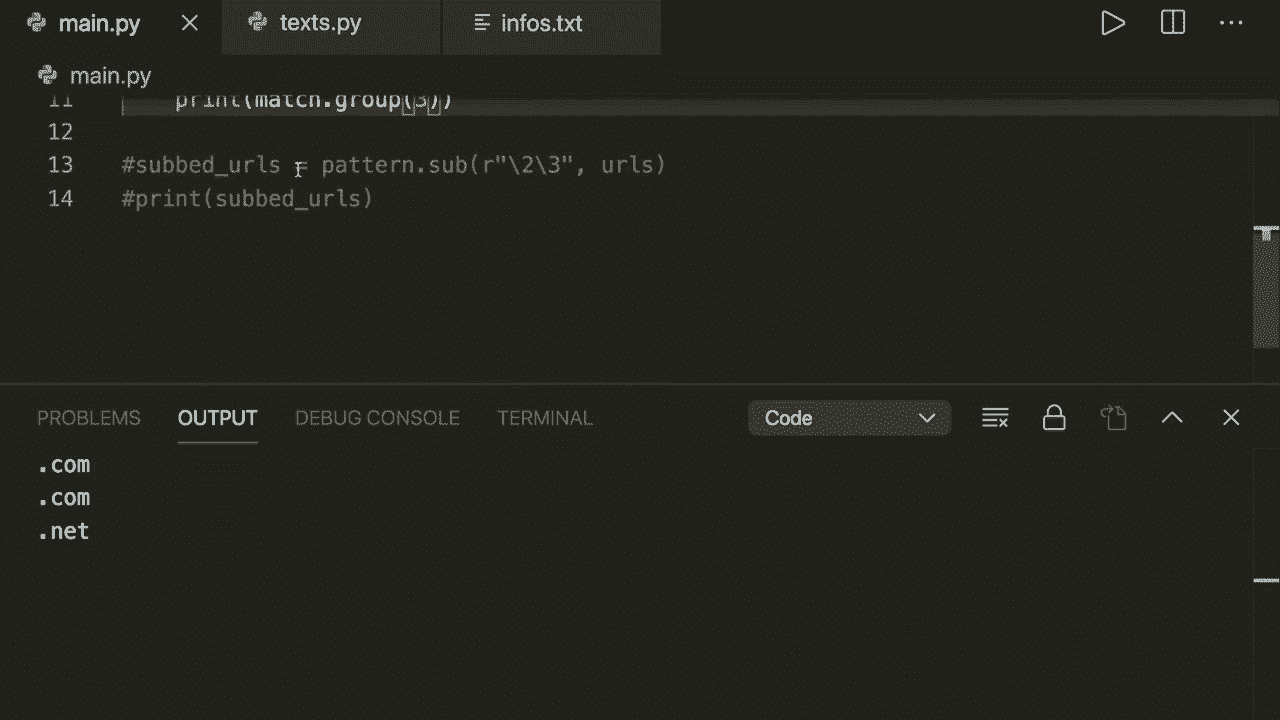 main.py texts.py infos.txt
main.py
11 print(match.group(3))
12
13 #subbed_urls = pattern.sub(r"\2\3", urls)
14 #print(subbed_urls)
PROBLEMS OUTPUT DEBUG CONSOLE TERMINAL Code
.com
.com
.net